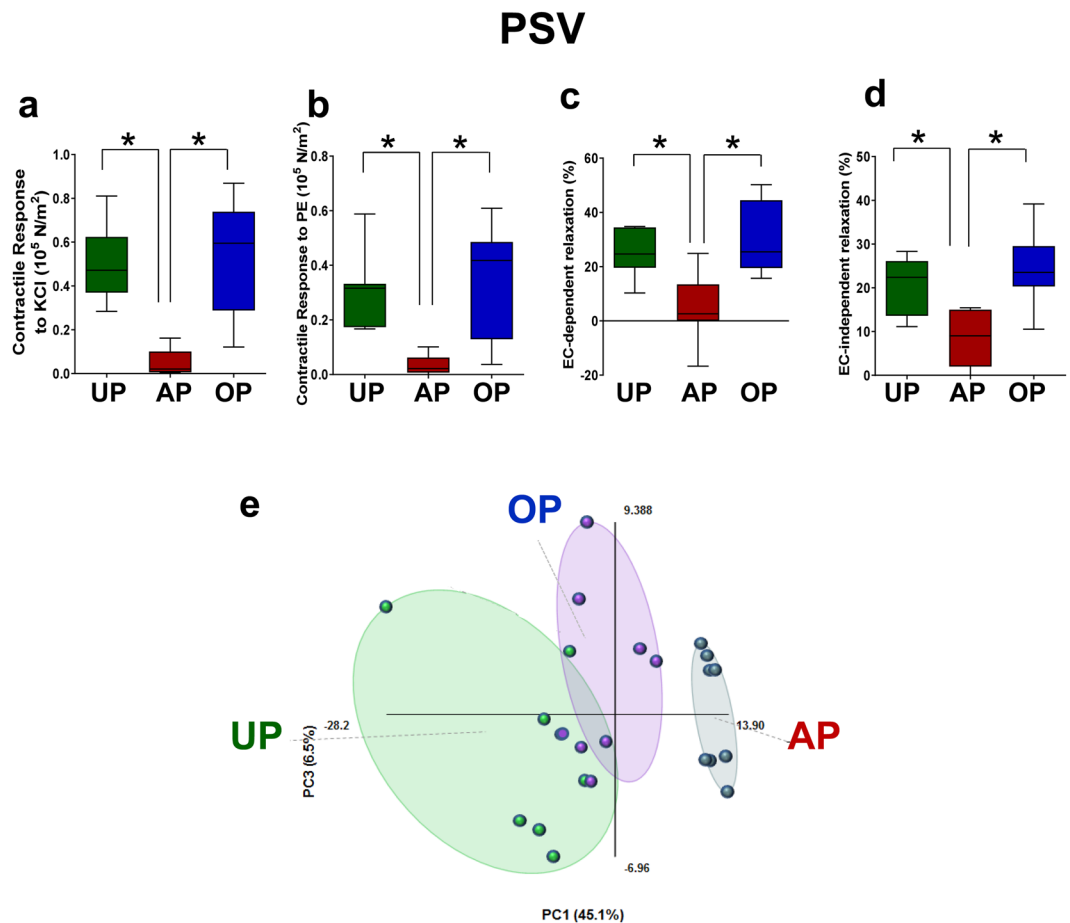 PSV
a
Contractile Response
to KCl (10⁵ N/m²)
1.0
0.8
0.6
0.4
0.2
0.0
* *
UP AP OP
b
Contractile Response to PE (10⁵ N/m²)
0.8
0.6
0.4
0.2
0.0
* *
UP AP OP
c
EC-dependent relaxation (%)
60
40
20
0
-20
* *
UP AP OP
d
EC-independent relaxation (%)
50
40
30
20
10
0
* *
UP AP OP
e
OP
9.388
UP
-28.2
13.90
AP
PC3 (6.5%)
-6.96
PC1 (45.1%)